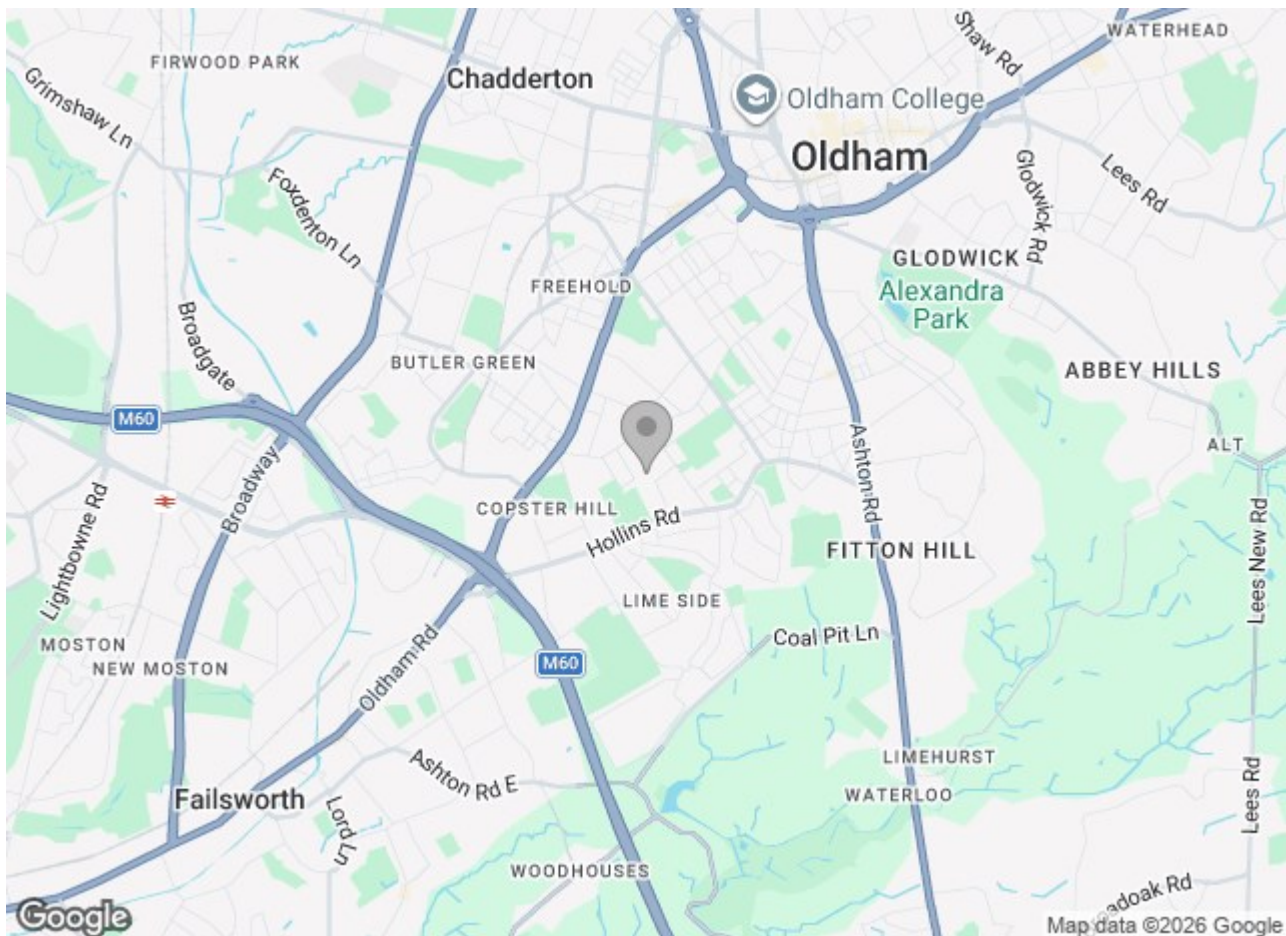 WATERHEAD
Shaw Rd
FIRWOOD PARK
Chadderton
Grimshaw Ln
Oldham College
Oldham
Lees Rd
Glodwick Rd
Foxdenton Ln
GLODWICK
Alexandra
Park
FREEHOLD
Broadgate
BUTLER GREEN
ABBEY HILLS
M60
ALT
Ashton Rd
Broadway
COPSTER HILL
Hollins Rd
Lightbowne Rd
FITTON HILL
Lees New Rd
LIME SIDE
Coal Pit Ln
MOSTON
NEW MOSTON
M60
Oldham Rd
LIMEHURST
Ashton Rd E
WATERLOO
Failsworth
Lord Ln
Lees Rd
WOODHOUSES
oadoak Rd
Google
Map data ©2026 Google